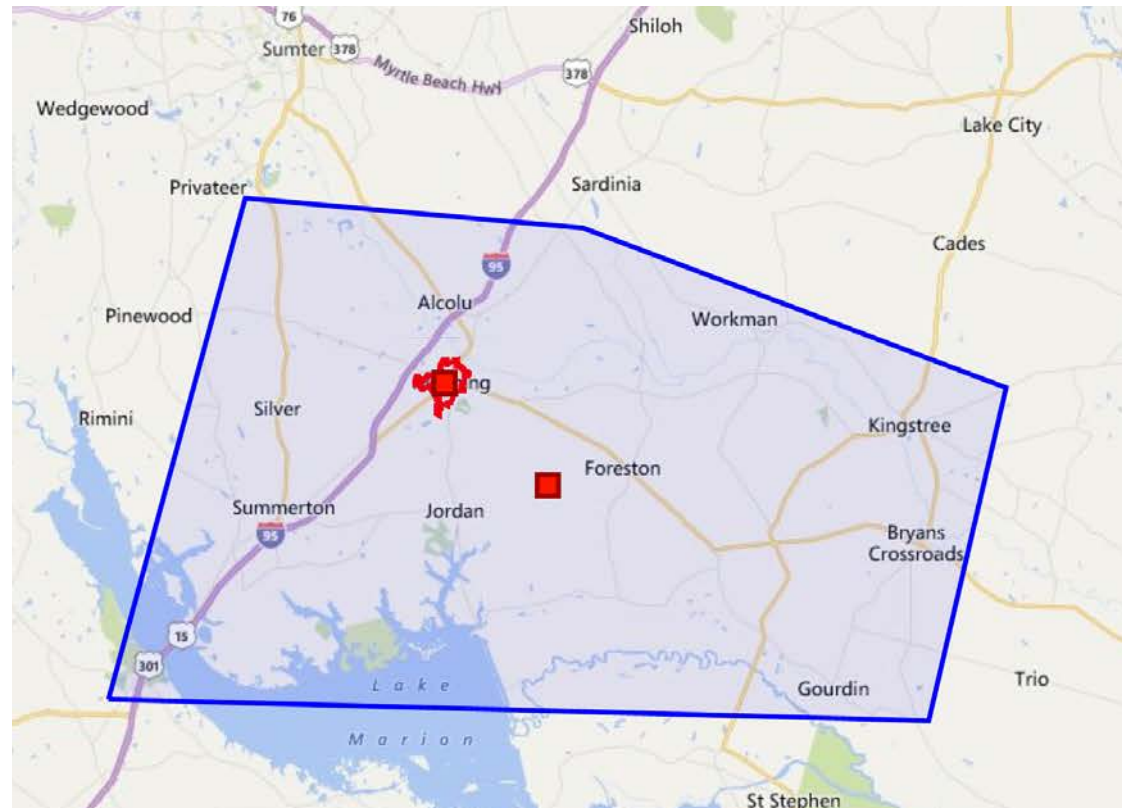 76
Shiloh
Sumter
378
Myrtle Beach Hwy
378
Wedgewood
Lake City
Privateer
Sardinia
Cades
95
Alcolu
Pinewood
Workman
Silver
Rimini
Kingstree
Foreston
Summerton
Jordan
95
Bryans
Crossroads
15
301
Lake
Marion
Gourdin
Trio
St Stephen